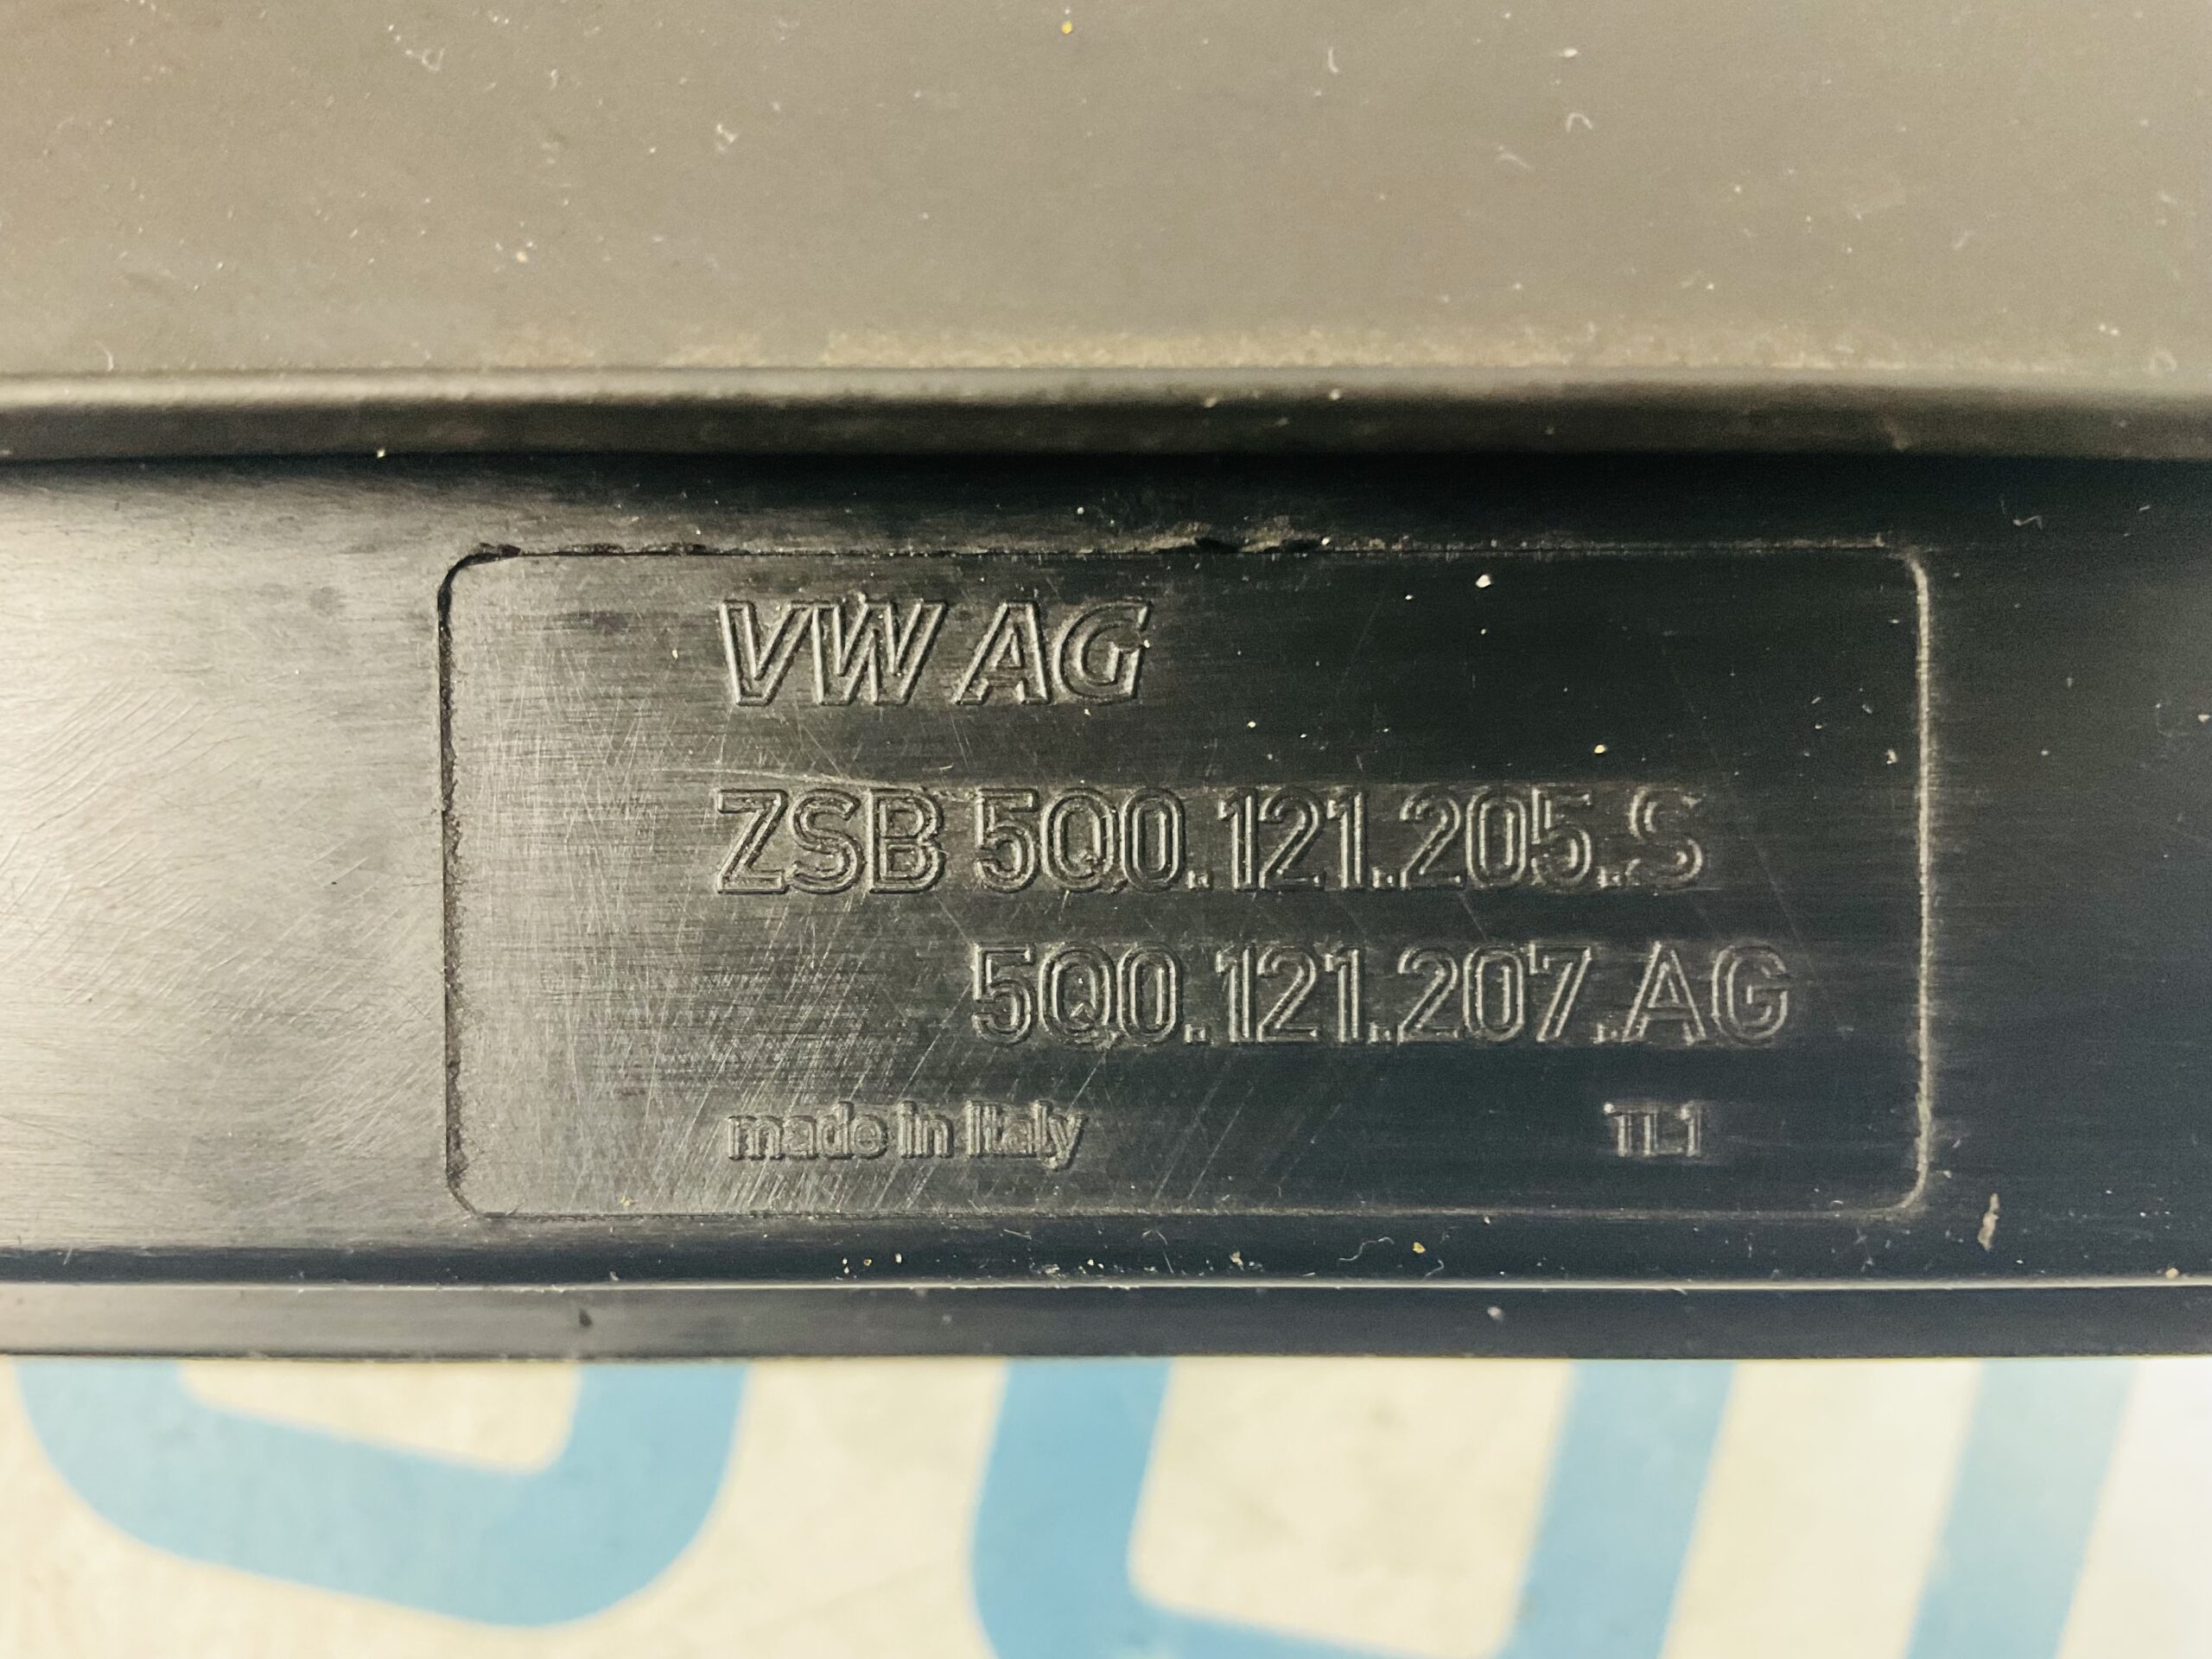 VW AG
ZSB 5Q0.121.205.S
5Q0.121.207.AG
made in Italy TL1